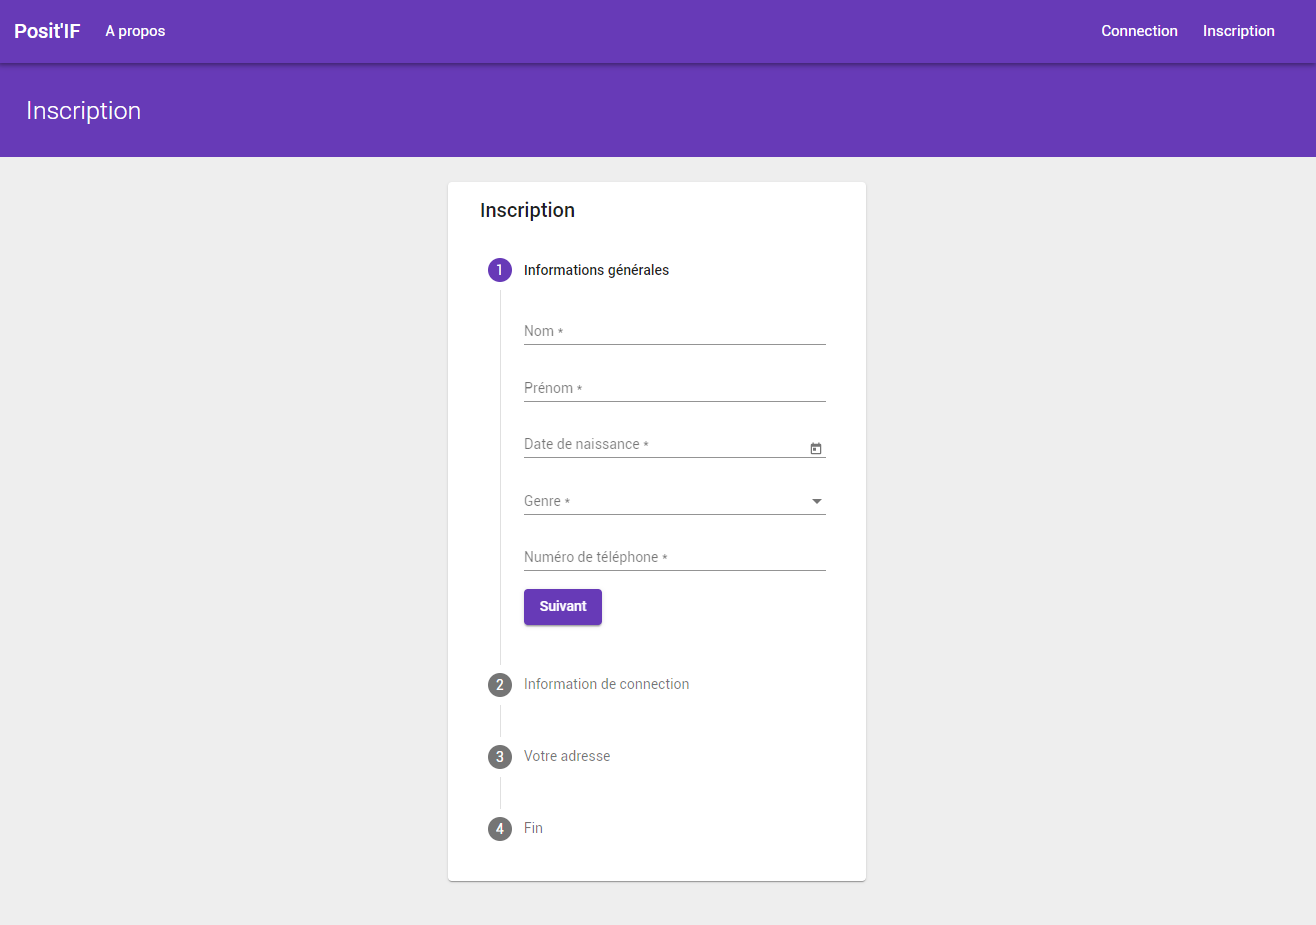 Posit'IF A propos Connection Inscription
Inscription
Inscription
1 Informations générales
Nom *
Prénom *
Date de naissance *
Genre *
Numéro de téléphone *
Suivant
2 Information de connection
3 Votre adresse
4 Fin